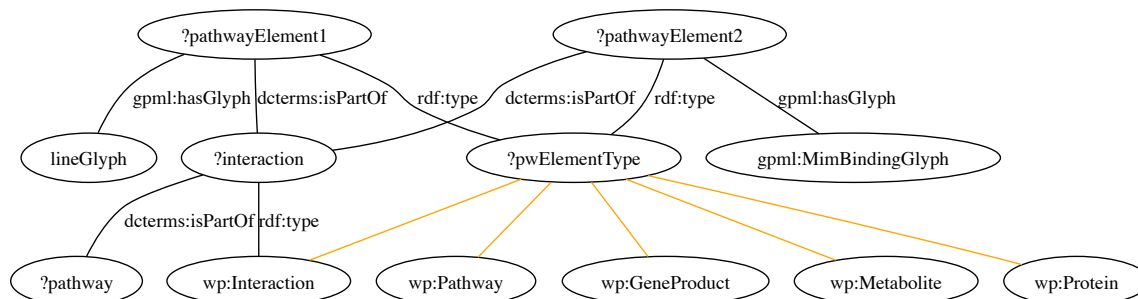 ?pathwayElement1
?pathwayElement2
gpml:hasGlyph
dcterms:isPartOf
rdf:type
dcterms:isPartOf
rdf:type
gpml:hasGlyph
lineGlyph
?interaction
?pwElementType
gpml:MimBindingGlyph
dcterms:isPartOf
rdf:type
?pathway
wp:Interaction
wp:Pathway
wp:GeneProduct
wp:Metabolite
wp:Protein